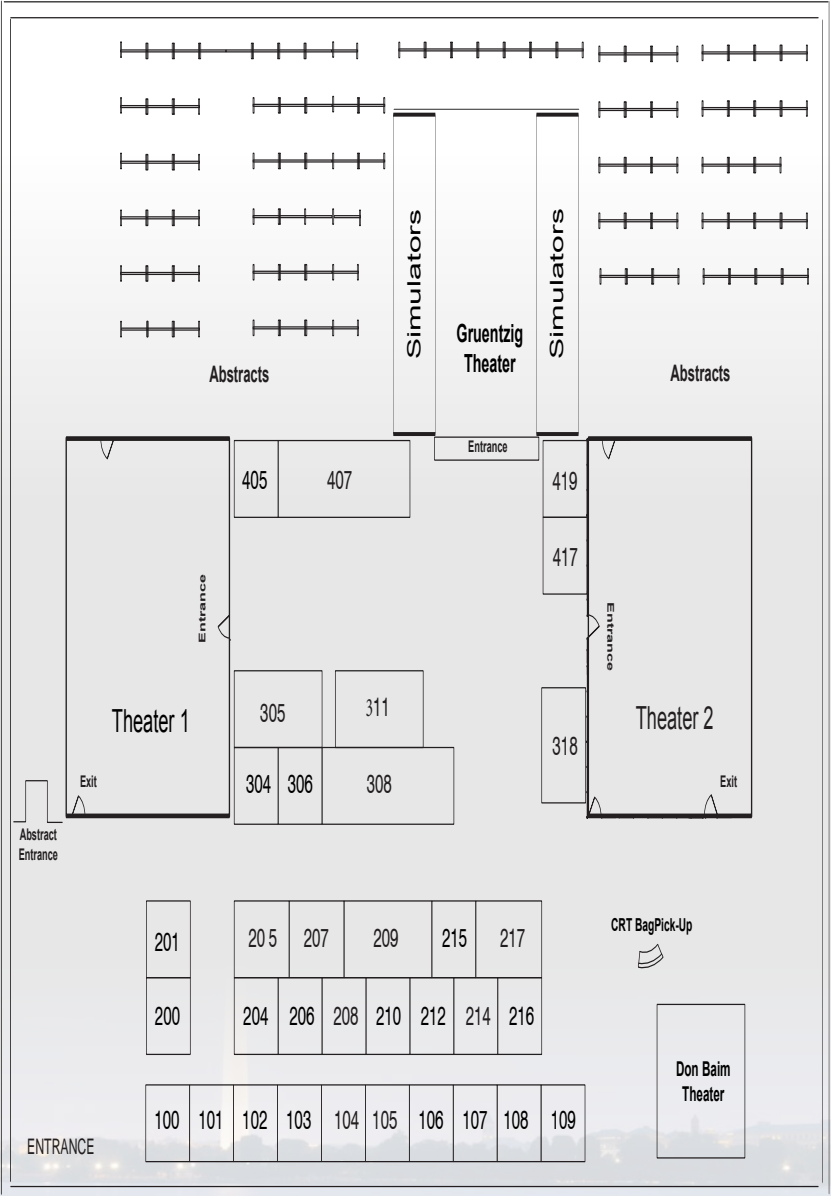 Simulators
Simulators
Gruentzig
Theater
Abstracts
Abstracts
Entrance
405
407
419
417
Entrance
Entrance
Theater 1
Theater 2
305
311
318
304
306
308
Exit
Exit
Abstract
Entrance
201
20 5
207
209
215
217
CRT BagPick-Up
200
204
206
208
210
212
214
216
Don Baim
Theater
100
101
102
103
104
105
106
107
108
109
ENTRANCE